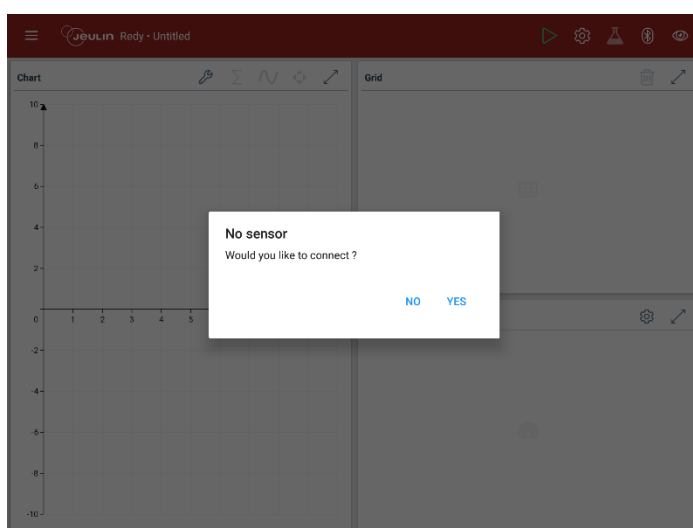 Jeulin Redy • Untitled
Chart
Grid
10
8
6
4
2
0
1 2 3 4 5
-2
-4
-6
-8
-10
No sensor
Would you like to connect ?
NO YES